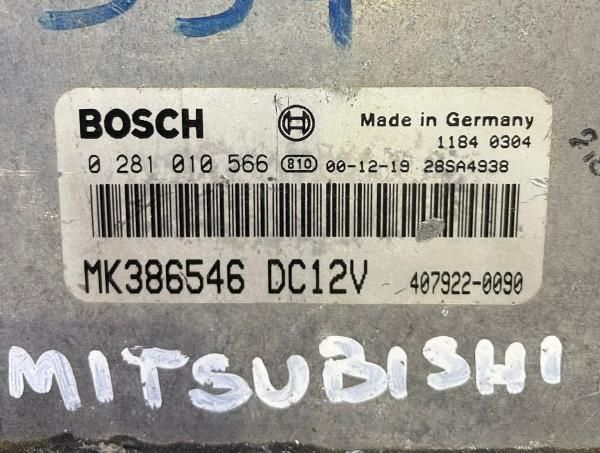 BOSCH Made in Germany
1184 0304
0 281 010 566 810 00-12-19 28SA4938
MK386546 DC12V 407922-0090
MITSUBISHI